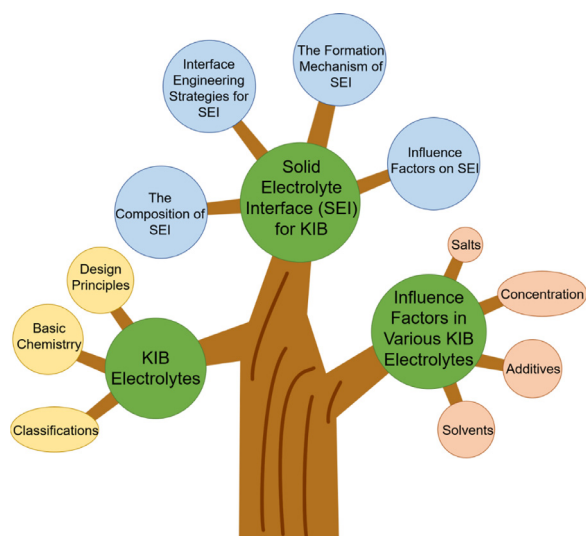 Interface
Engineering
Strategies for
SEI
The Formation
Mechanism of
SEI
Influence
Factors on SEI
The
Composition of
SEI
Solid
Electrolyte
Interface (SEI)
for KIB
Design
Principles
Basic
Chemistry
Classifications
KIB
Electrolytes
Salts
Concentration
Additives
Solvents
Influence
Factors in
Various KIB
Electrolytes